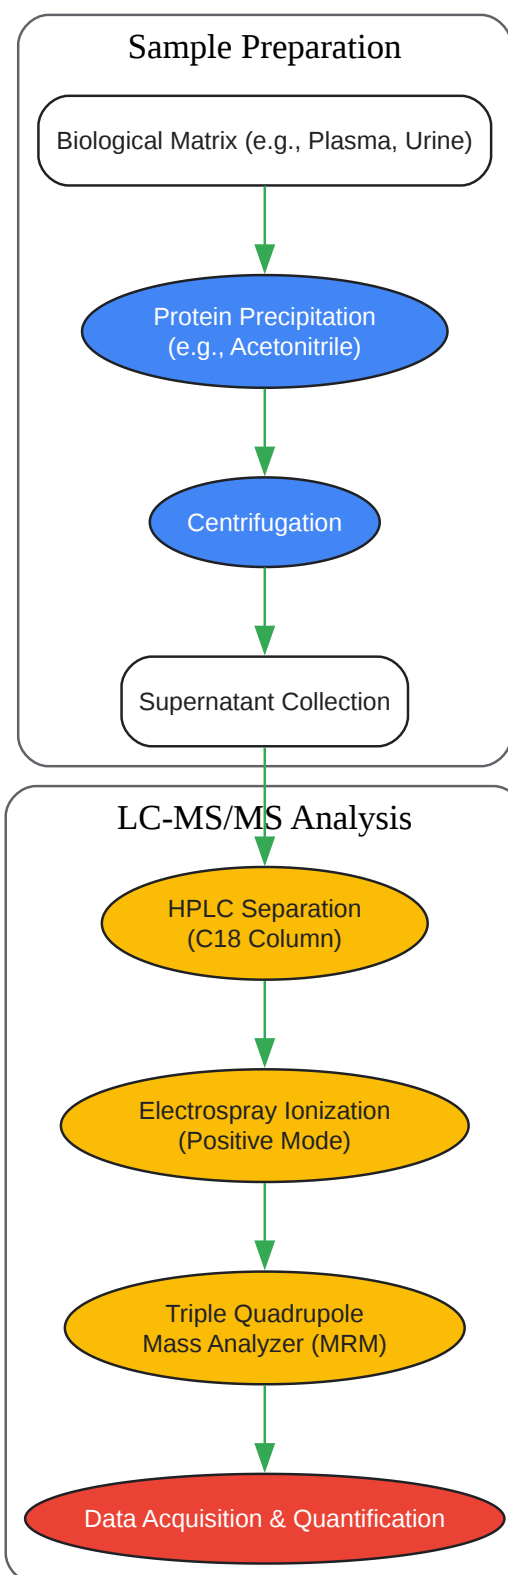 Sample Preparation
Biological Matrix (e.g., Plasma, Urine)
Protein Precipitation
(e.g., Acetonitrile)
Centrifugation
Supernatant Collection
LC-MS/MS Analysis
HPLC Separation
(C18 Column)
Electrospray Ionization
(Positive Mode)
Triple Quadrupole
Mass Analyzer (MRM)
Data Acquisition & Quantification